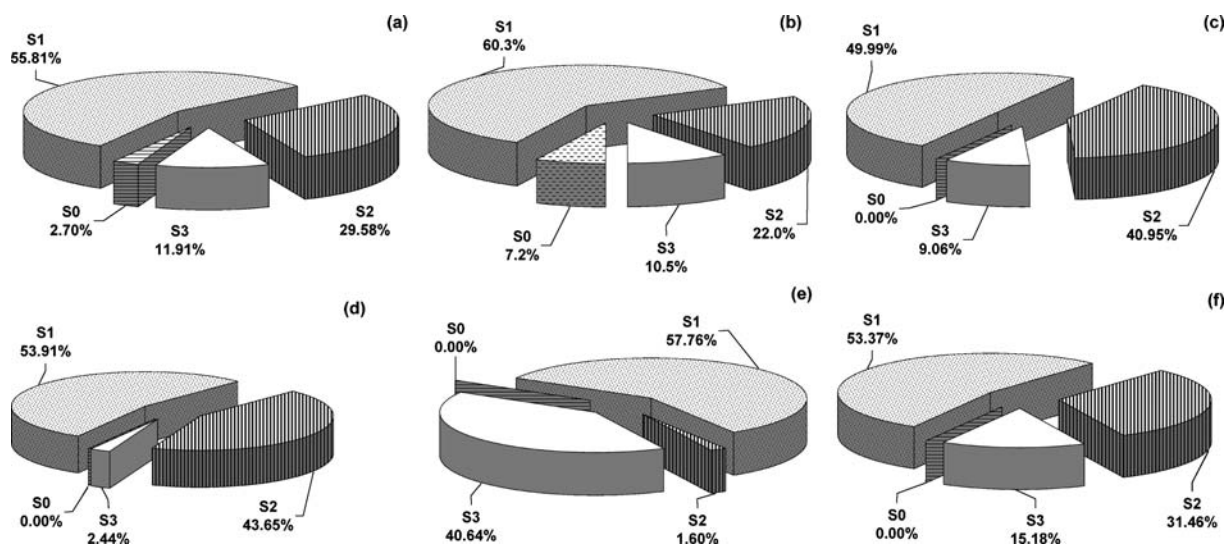 (a)
S1
55.81%
S0
2.70%
S3
11.91%
S2
29.58%
(b)
S1
60.3%
S0
7.2%
S3
10.5%
S2
22.0%
(c)
S1
49.99%
S0
0.00%
S3
9.06%
S2
40.95%
(d)
S1
53.91%
S0
0.00%
S3
2.44%
S2
43.65%
(e)
S0
0.00%
S1
57.76%
S3
40.64%
S2
1.60%
(f)
S1
53.37%
S0
0.00%
S3
15.18%
S2
31.46%